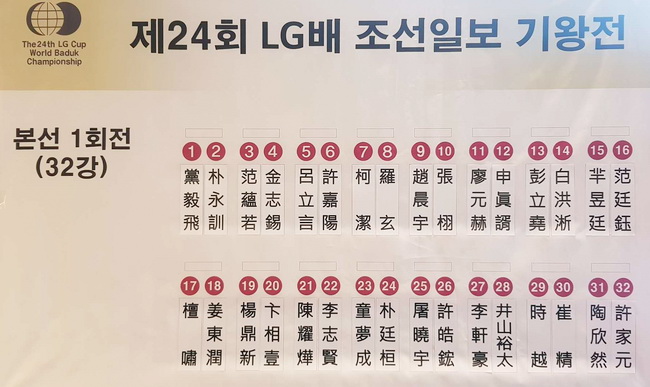 The 24th LG Cup
World Baduk
Championship
제24회 LG배 조선일보 기왕전
본선 1회전
(32강)
1 2 3 4 5 6 7 8 9 10 11 12 13 14 15 16
黨毅飛 朴永訓 范蘊若 金志錫 呂立言 許嘉陽 柯潔 羅玄 趙晨宇 張栩 廖元赫 申眞諝 彭立堯 白洪淅 羋昱廷 范廷鈺
17 18 19 20 21 22 23 24 25 26 27 28 29 30 31 32
檀嘯 姜東潤 楊鼎新 卞相壹 陳耀燁 李志賢 童夢成 朴廷桓 屠曉宇 許皓鋐 李軒豪 井山裕太 時越 崔精 陶欣然 許家元